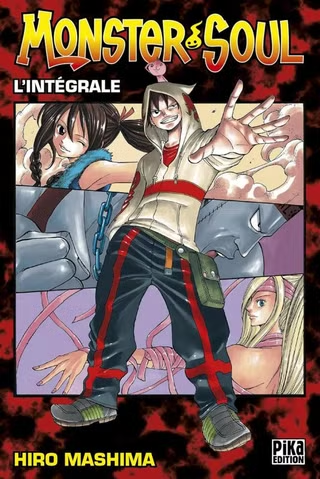 MONSTER SOUL
L'INTÉGRALE
HIRO MASHIMA
PIKA
EDITION